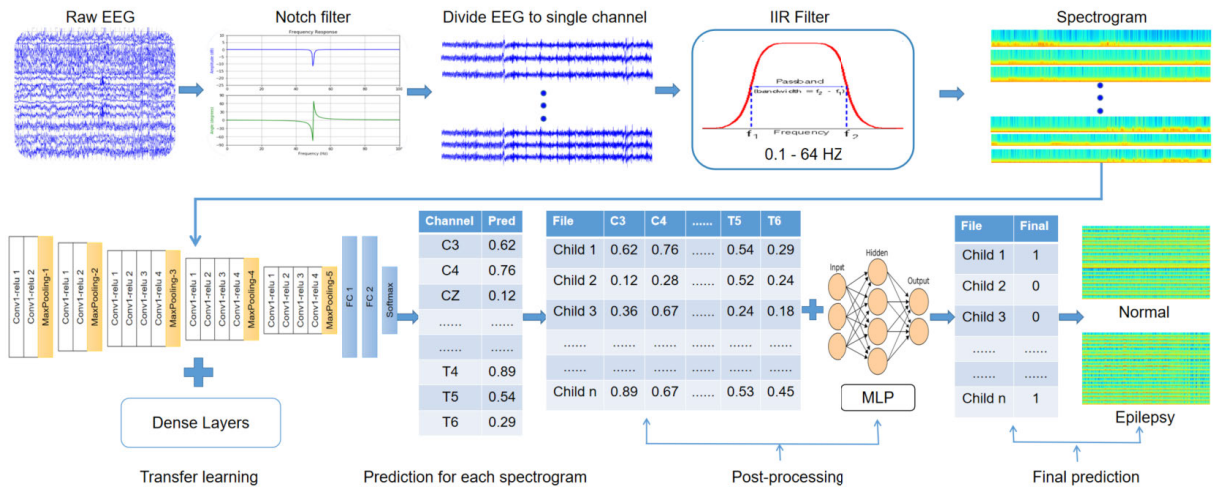 Raw EEG
Notch filter
Divide EEG to single channel
IIR Filter
Spectrogram
Frequency Response
Frequency (Hz)
Passband
(bandwidth = f2 - f1)
f1
Frequency
f2
0.1 - 64 HZ
Conv1-relu 1
Conv1-relu 2
MaxPooling-1
Conv1-relu 1
Conv1-relu 2
MaxPooling-2
Conv1-relu 1
Conv1-relu 2
Conv1-relu 3
Conv1-relu 4
MaxPooling-3
Conv1-relu 1
Conv1-relu 2
Conv1-relu 3
Conv1-relu 4
MaxPooling-4
Conv1-relu 1
Conv1-relu 2
Conv1-relu 3
Conv1-relu 4
MaxPooling-5
FC 1
FC 2
Softmax
Dense Layers
Channel Pred
C3 0.62
C4 0.76
CZ 0.12
...... ......
...... ......
T4 0.89
T5 0.54
T6 0.29
File C3 C4 ...... T5 T6
Child 1 0.62 0.76 ...... 0.54 0.29
Child 2 0.12 0.28 ...... 0.52 0.24
Child 3 0.36 0.67 ...... 0.24 0.18
...... ...... ...... ...... ...... ......
...... ...... ...... ...... ...... ......
Child n 0.89 0.67 ...... 0.53 0.45
Input
Hidden
Output
MLP
File Final
Child 1 1
Child 2 0
Child 3 0
...... ......
...... ......
Child n 1
Normal
Epilepsy
Transfer learning
Prediction for each spectrogram
Post-processing
Final prediction